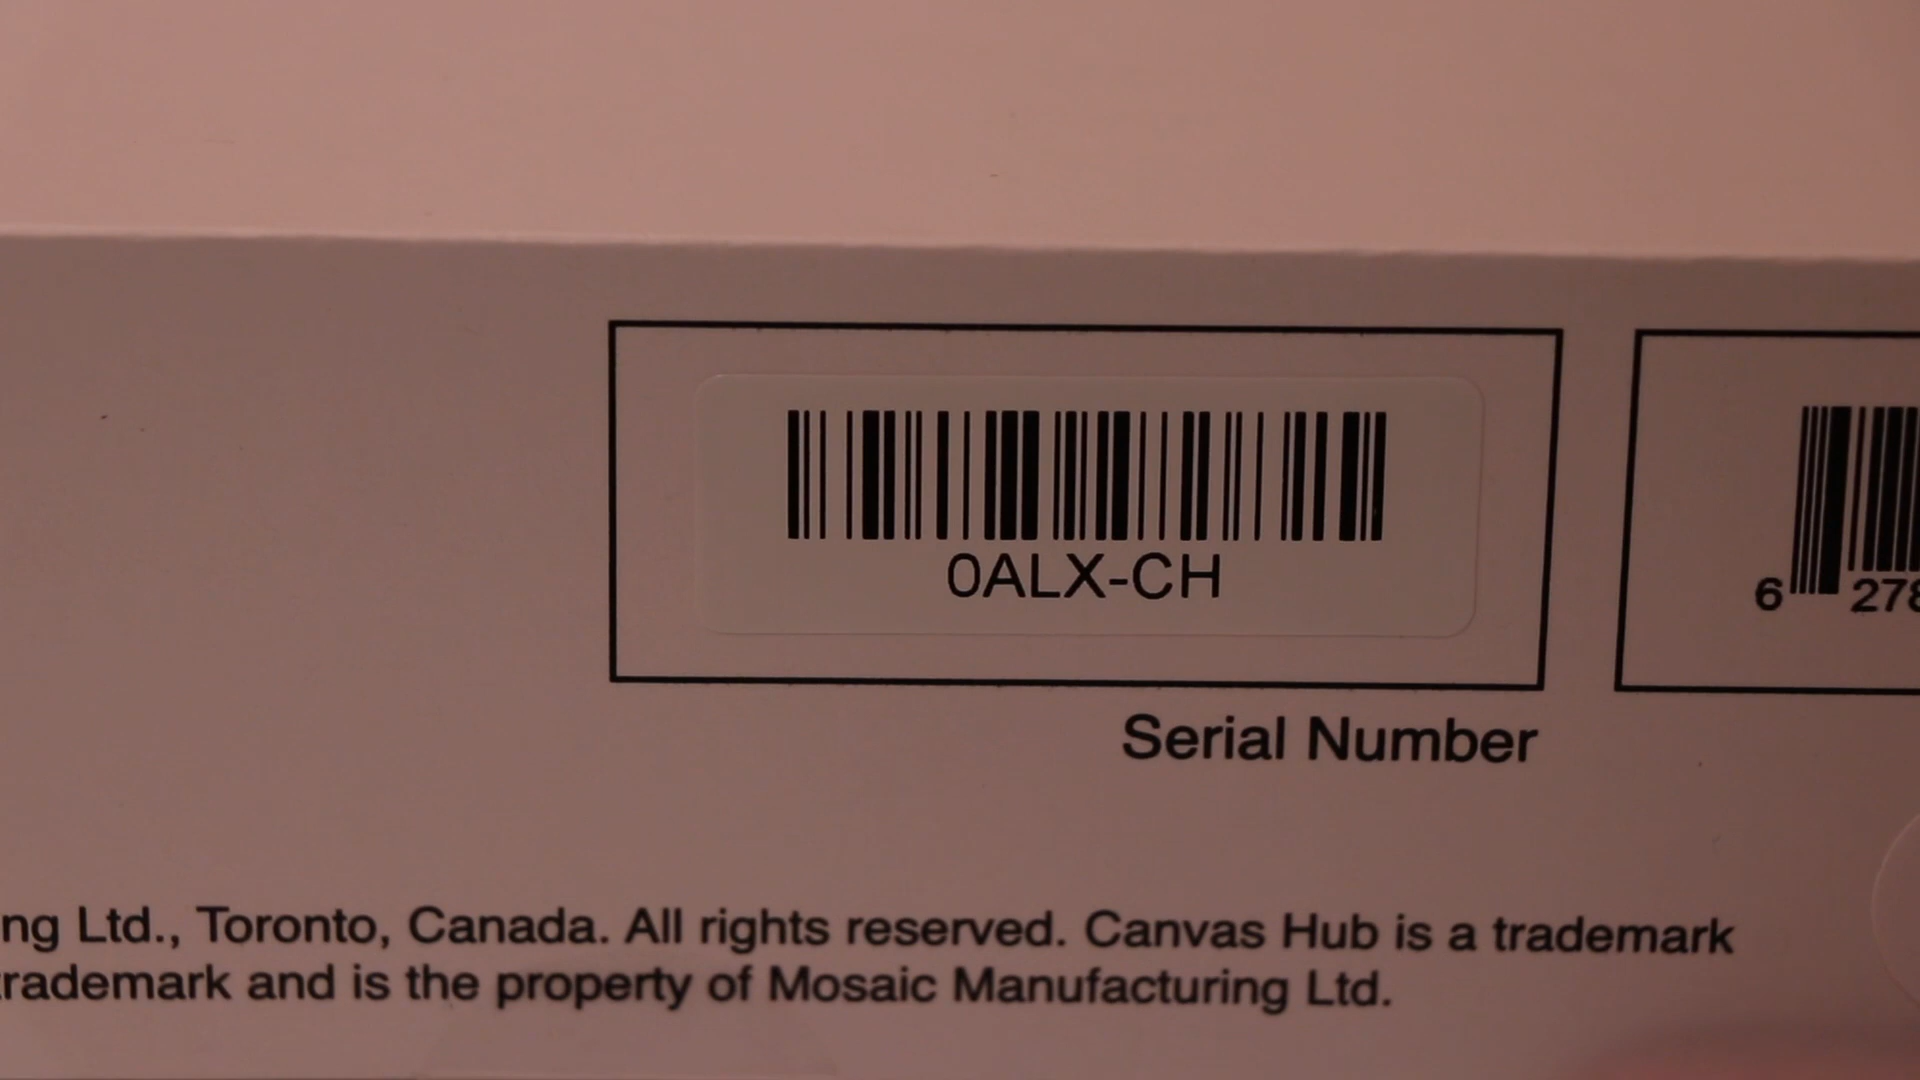 0ALX-CH
6 278
Serial Number
ng Ltd., Toronto, Canada. All rights reserved. Canvas Hub is a trademark
rademark and is the property of Mosaic Manufacturing Ltd.